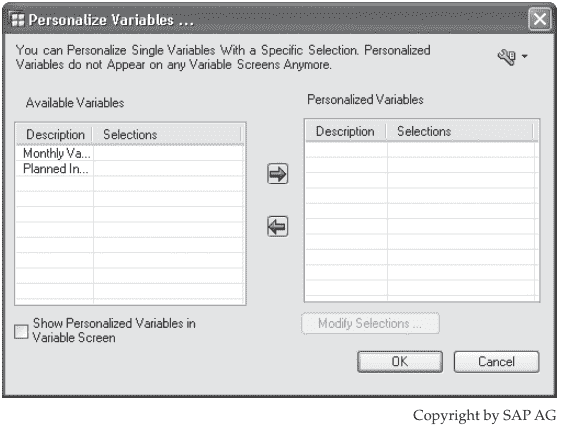 Personalize Variables ...
You can Personalize Single Variables With a Specific Selection. Personalized
Variables do not Appear on any Variable Screens Anymore.
Available Variables
Personalized Variables
Description Selections
Description Selections
Monthly Va...
Planned In...
Show Personalized Variables in
Variable Screen
Modify Selections ...
OK Cancel
Copyright by SAP AG